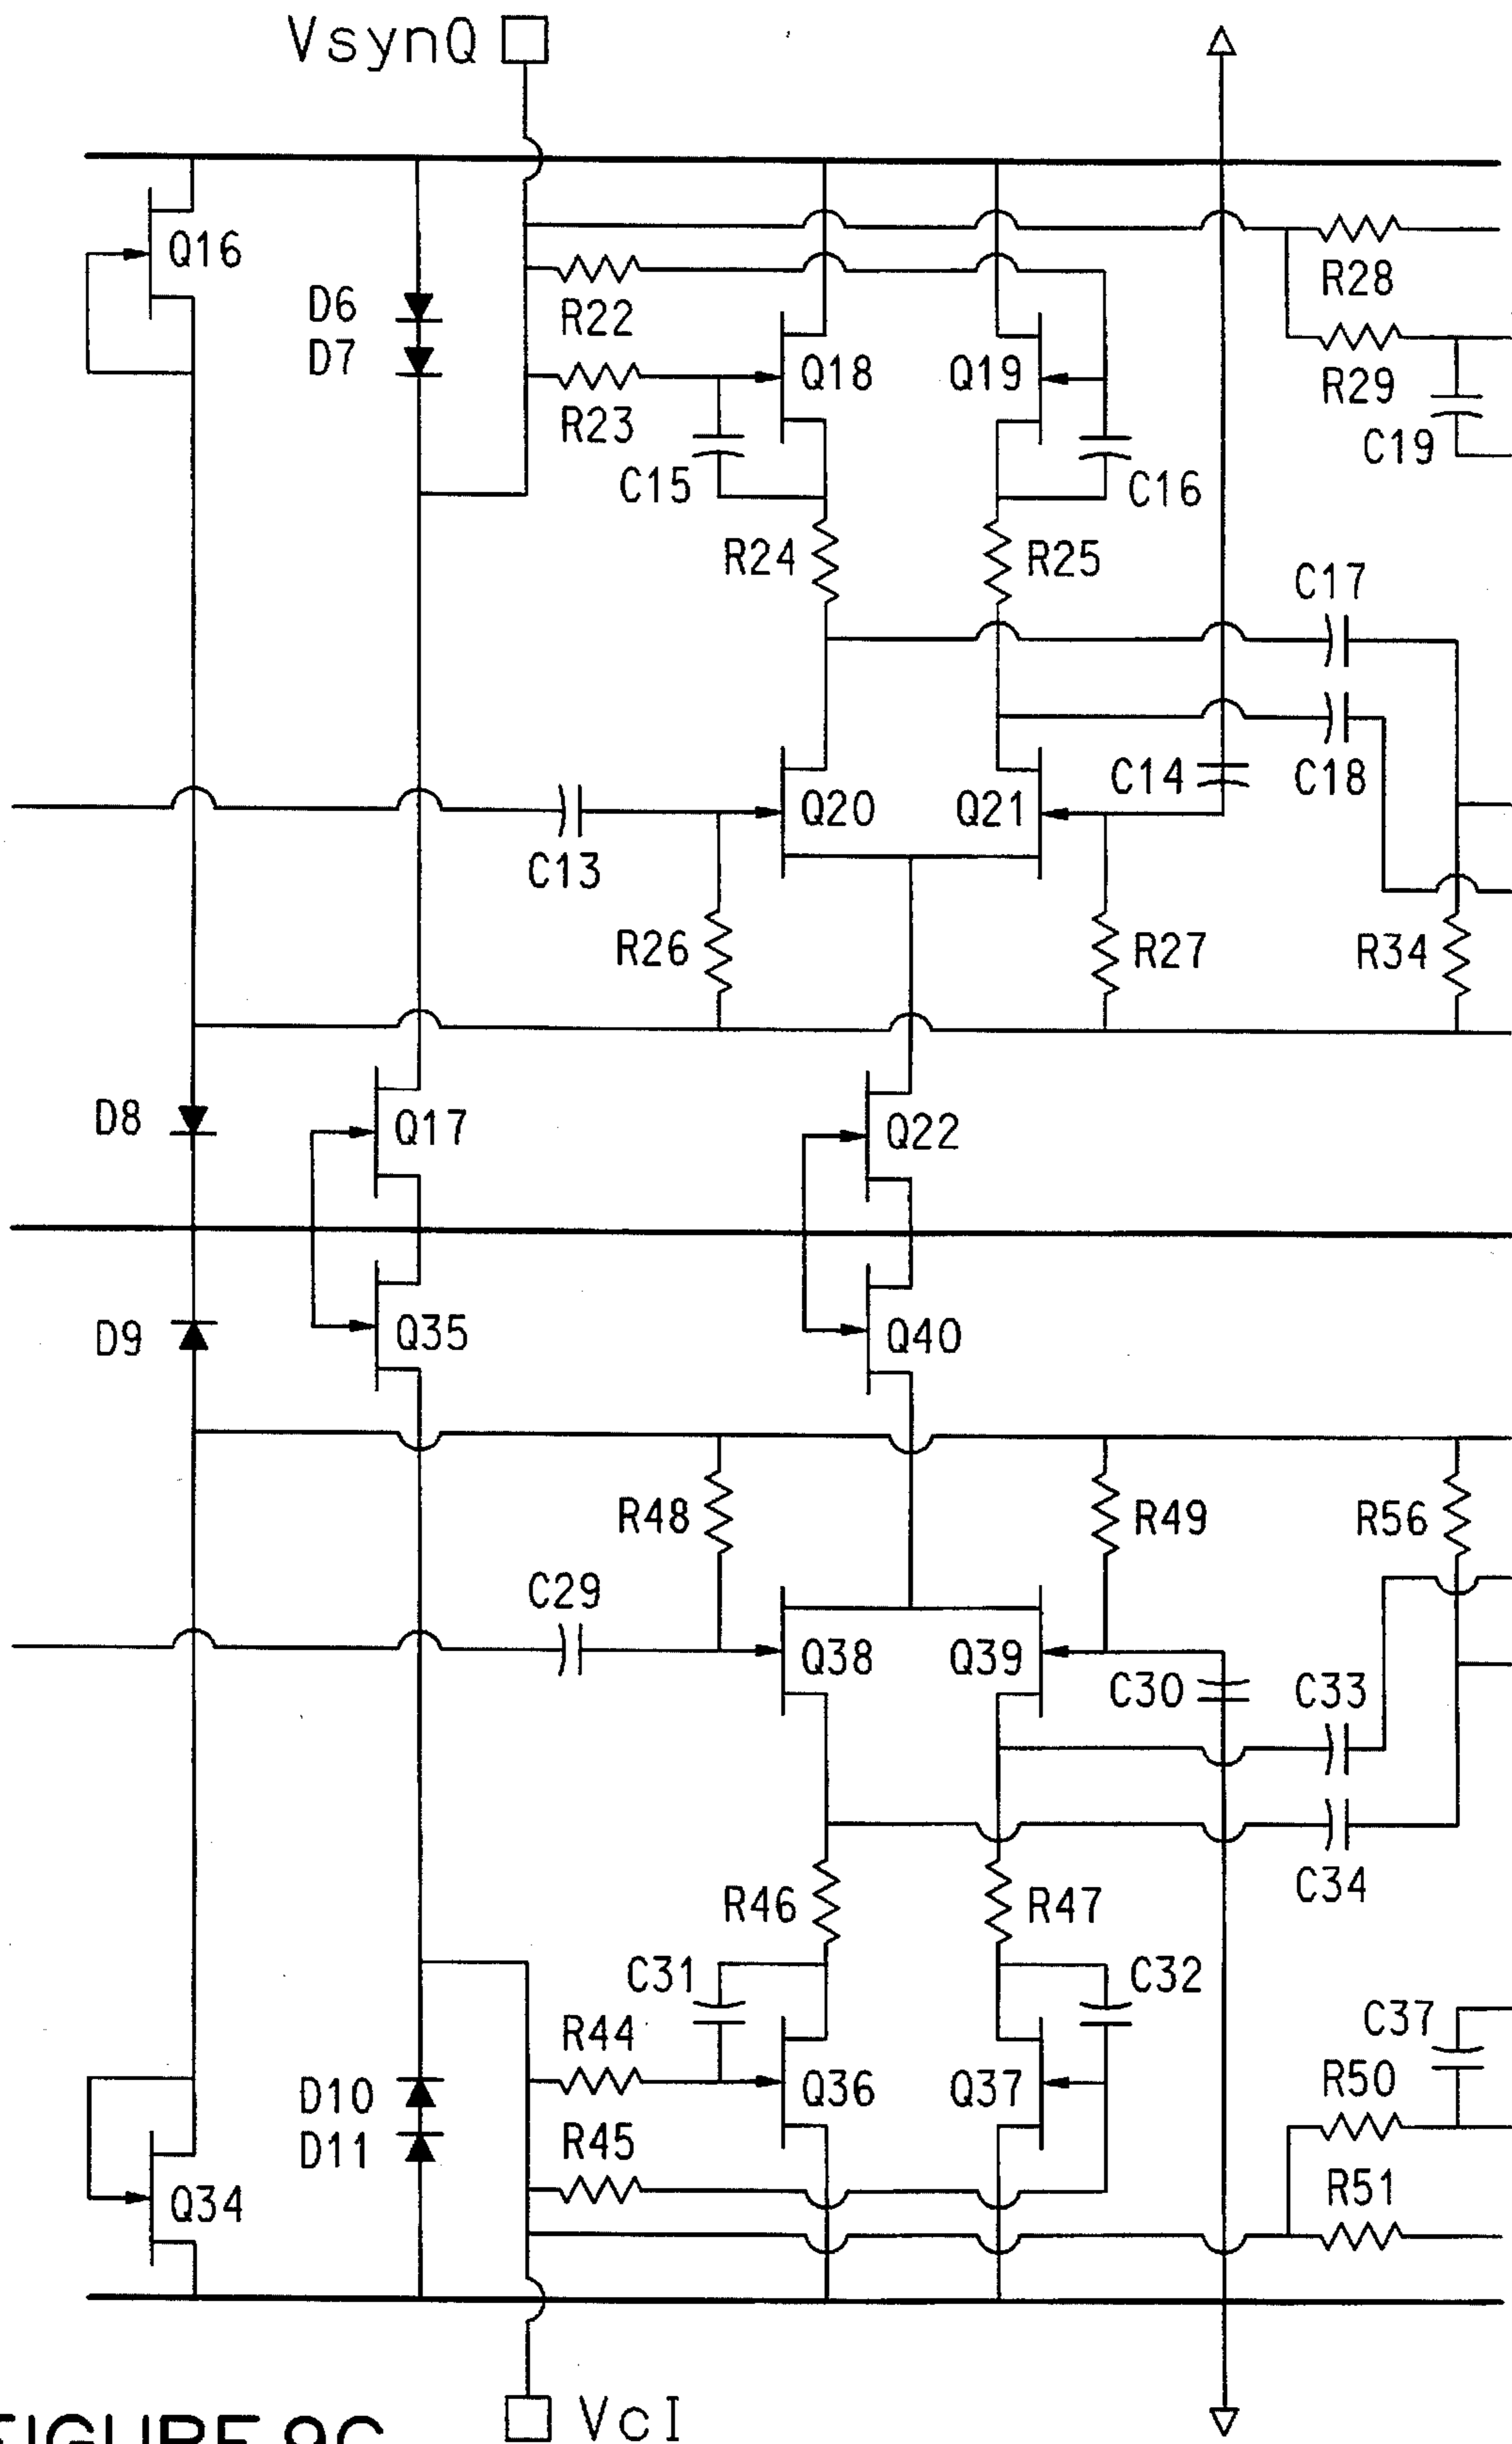 VsynQ
Q16
D6
D7
R22
R23
Q18
Q19
R28
R29
C15
C16
C19
R24
R25
C17
C18
C14
Q20
Q21
C13
R26
R27
R34
D8
Q17
Q22
D9
Q35
Q40
R48
R49
R56
C29
Q38
Q39
C30
C33
C34
R46
R47
C31
C32
R44
C37
R50
D10
Q36
Q37
D11
R45
R51
Q34
VcI
FIGURE 9C